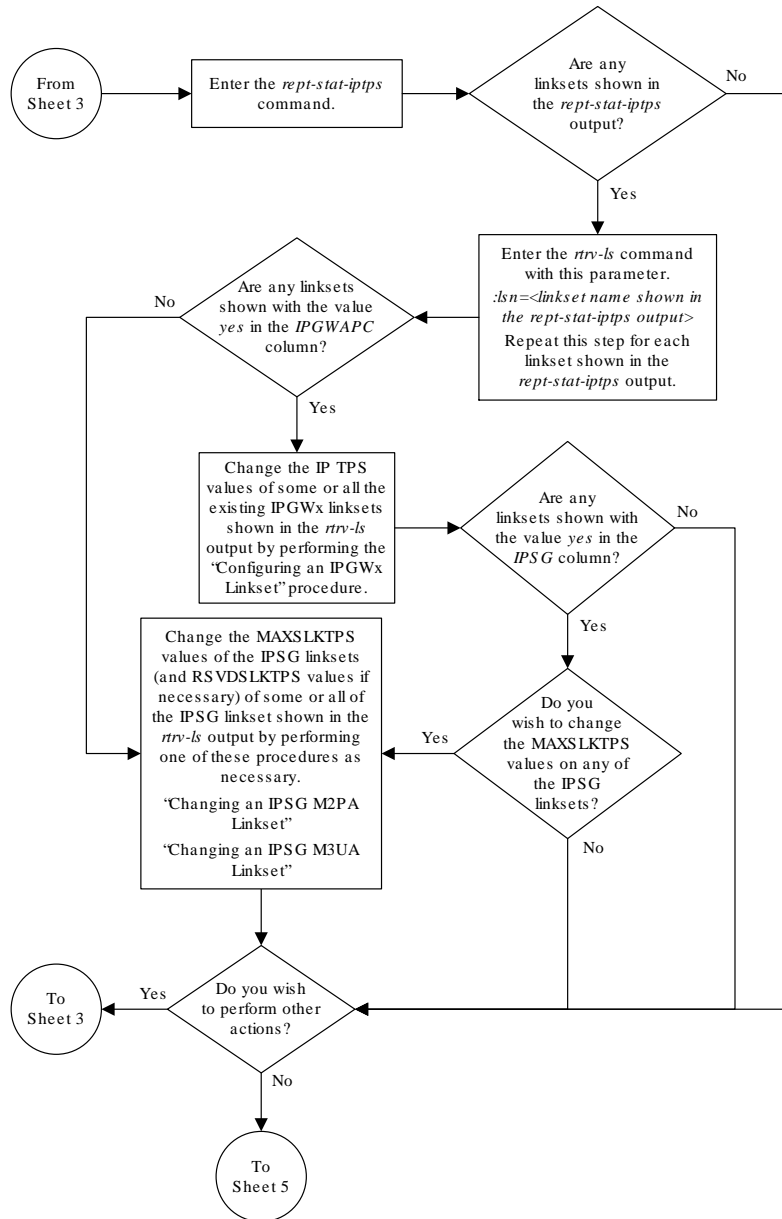 From
Sheet 3
Enter the rept-stat-iptps
command.
Are any
linksets shown in
the rept-stat-iptps
output?
No
Yes
Enter the rtrv-ls command
with this parameter.
:lsn=<linkset name shown in
the rept-stat-iptps output>
Repeat this step for each
linkset shown in the
rept-stat-iptps output.
Are any linksets
shown with the value
yes in the IPGWAPC
column?
No
Yes
Change the IP TPS
values of some or all the
existing IPGWx linksets
shown in the rtrv-ls
output by performing the
“Configuring an IPGWx
Linkset” procedure.
Are any
linksets shown with
the value yes in the
IPSG column?
No
Yes
Change the MAXSLKTPS
values of the IPSG linksets
(and RSVDSLKTPS values if
necessary) of some or all of
the IPSG linkset shown in the
rtrv-ls output by performing
one of these procedures as
necessary.
“Changing an IPSG M2PA
Linkset”
“Changing an IPSG M3UA
Linkset”
Do you
wish to change
the MAXSLKTPS
values on any of
the IPSG
linksets?
Yes
No
Do you wish
to perform other
actions?
Yes
To
Sheet 3
No
To
Sheet 5